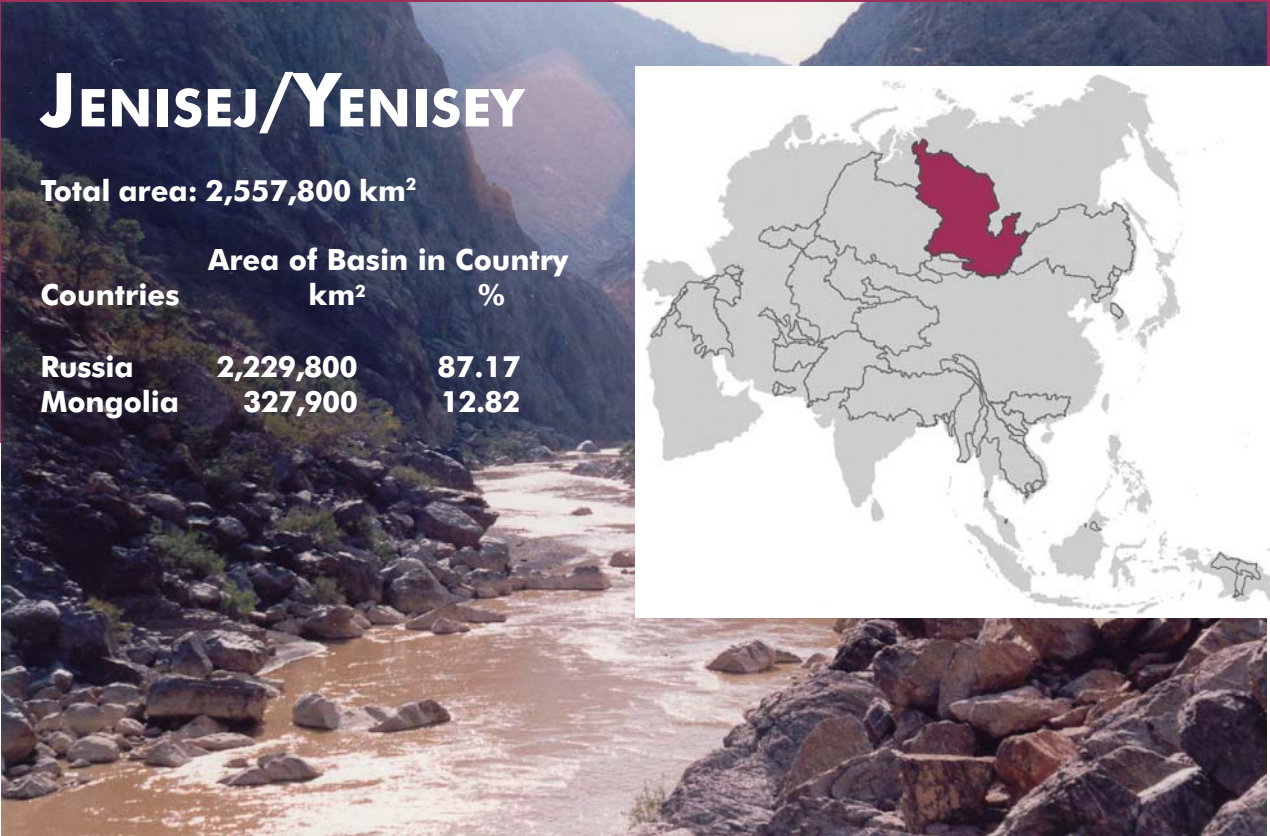 JENISEJ/YENISEY
Total area: 2,557,800 km²
Area of Basin in Country
Countries km² %
Russia 2,229,800 87.17
Mongolia 327,900 12.82